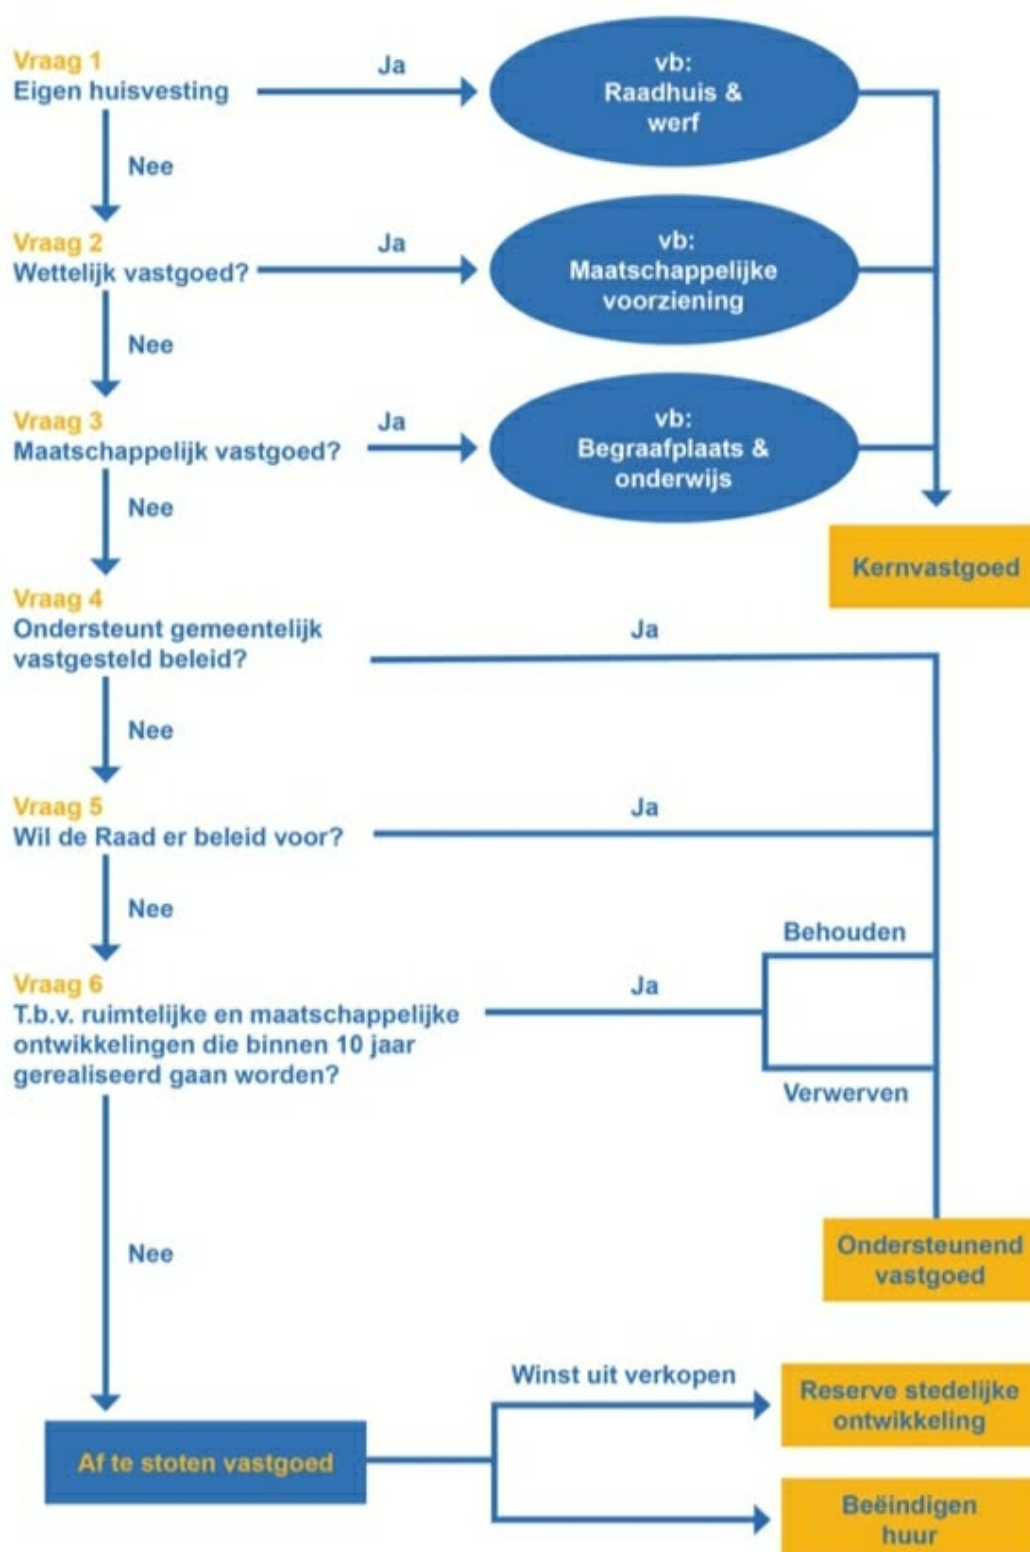 Vraag 1
Eigen huisvesting
Ja
vb:
Raadhuis &
werf
Nee
Vraag 2
Wettelijk vastgoed?
Ja
vb:
Maatschappelijke
voorziening
Nee
Vraag 3
Maatschappelijk vastgoed?
Ja
vb:
Begraafplaats &
onderwijs
Nee
Kernvastgoed
Vraag 4
Ondersteunt gemeentelijk
vastgesteld beleid?
Ja
Nee
Vraag 5
Wil de Raad er beleid voor?
Ja
Nee
Vraag 6
T.b.v. ruimtelijke en maatschappelijke
ontwikkelingen die binnen 10 jaar
gerealiseerd gaan worden?
Ja
Behouden
Verwerven
Nee
Ondersteunend
vastgoed
Af te stoten vastgoed
Winst uit verkopen
Reserve stedelijke
ontwikkeling
Beëindigen
huur